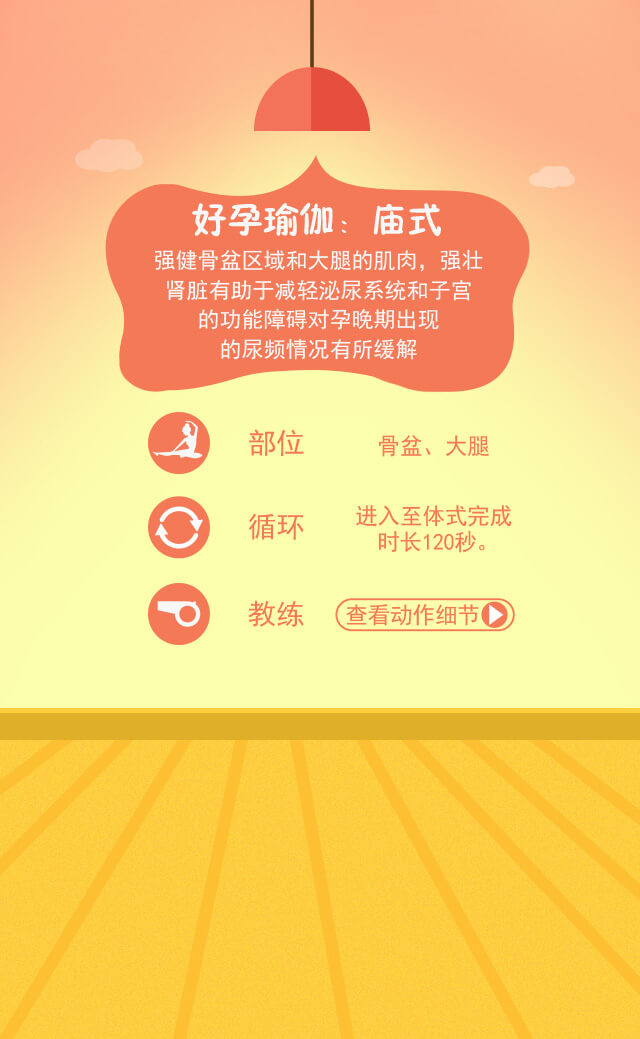 好孕瑜伽：庙式
强健骨盆区域和大腿的肌肉，强壮
肾脏有助于减轻泌尿系统和子宫
的功能障碍对孕晚期出现
的尿频情况有所缓解
部位 骨盆、大腿
循环 进入至体式完成
时长120秒。
教练 查看动作细节